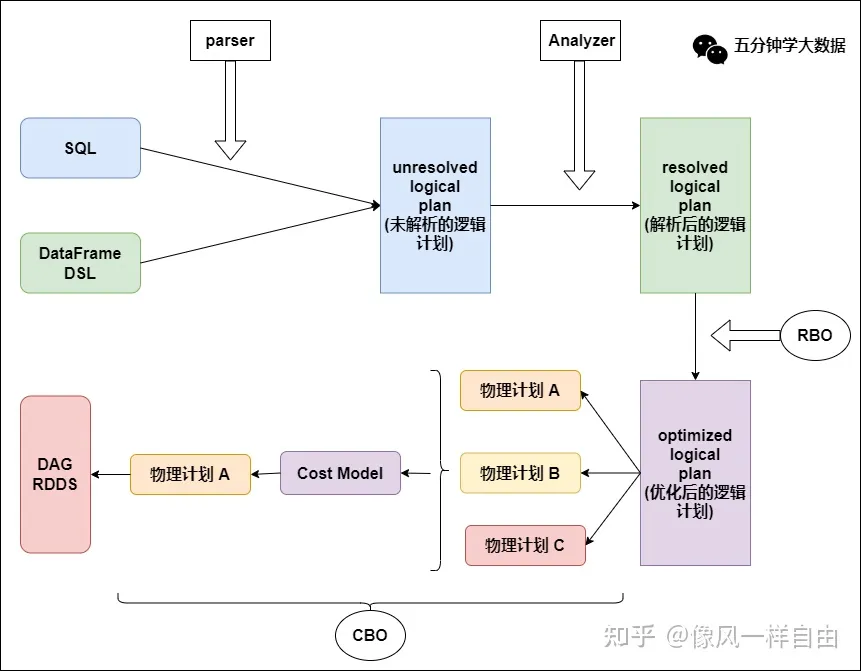 parser
Analyzer
五分钟学大数据
SQL
DataFrame
DSL
unresolved
logical
plan
(未解析的逻辑
计划)
resolved
logical
plan
(解析后的逻辑
计划)
RBO
optimized
logical
plan
(优化后的逻辑
计划)
物理计划 A
物理计划 B
物理计划 C
Cost Model
物理计划 A
DAG
RDDS
CBO
知乎 @像风一样自由